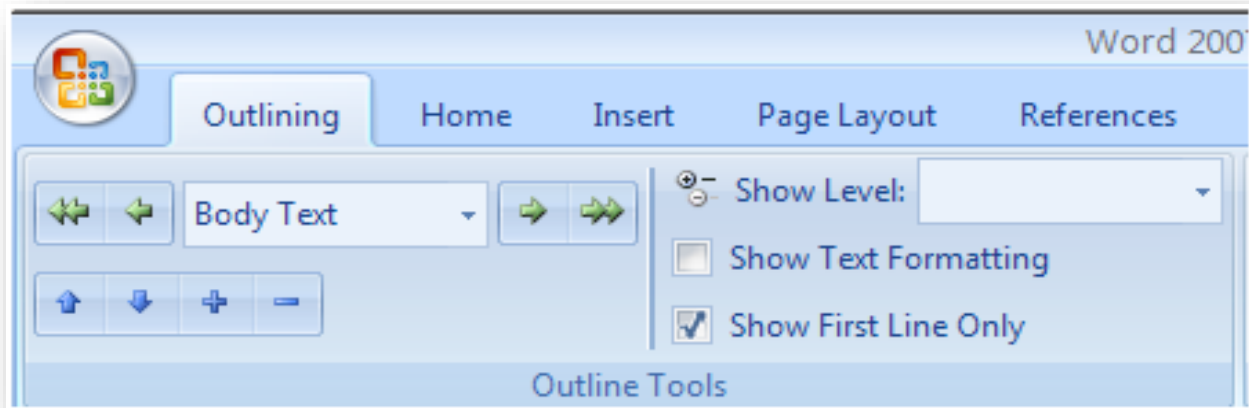 Word 200
Outlining Home Insert Page Layout References
Body Text
Show Level:
Show Text Formatting
Show First Line Only
Outline Tools